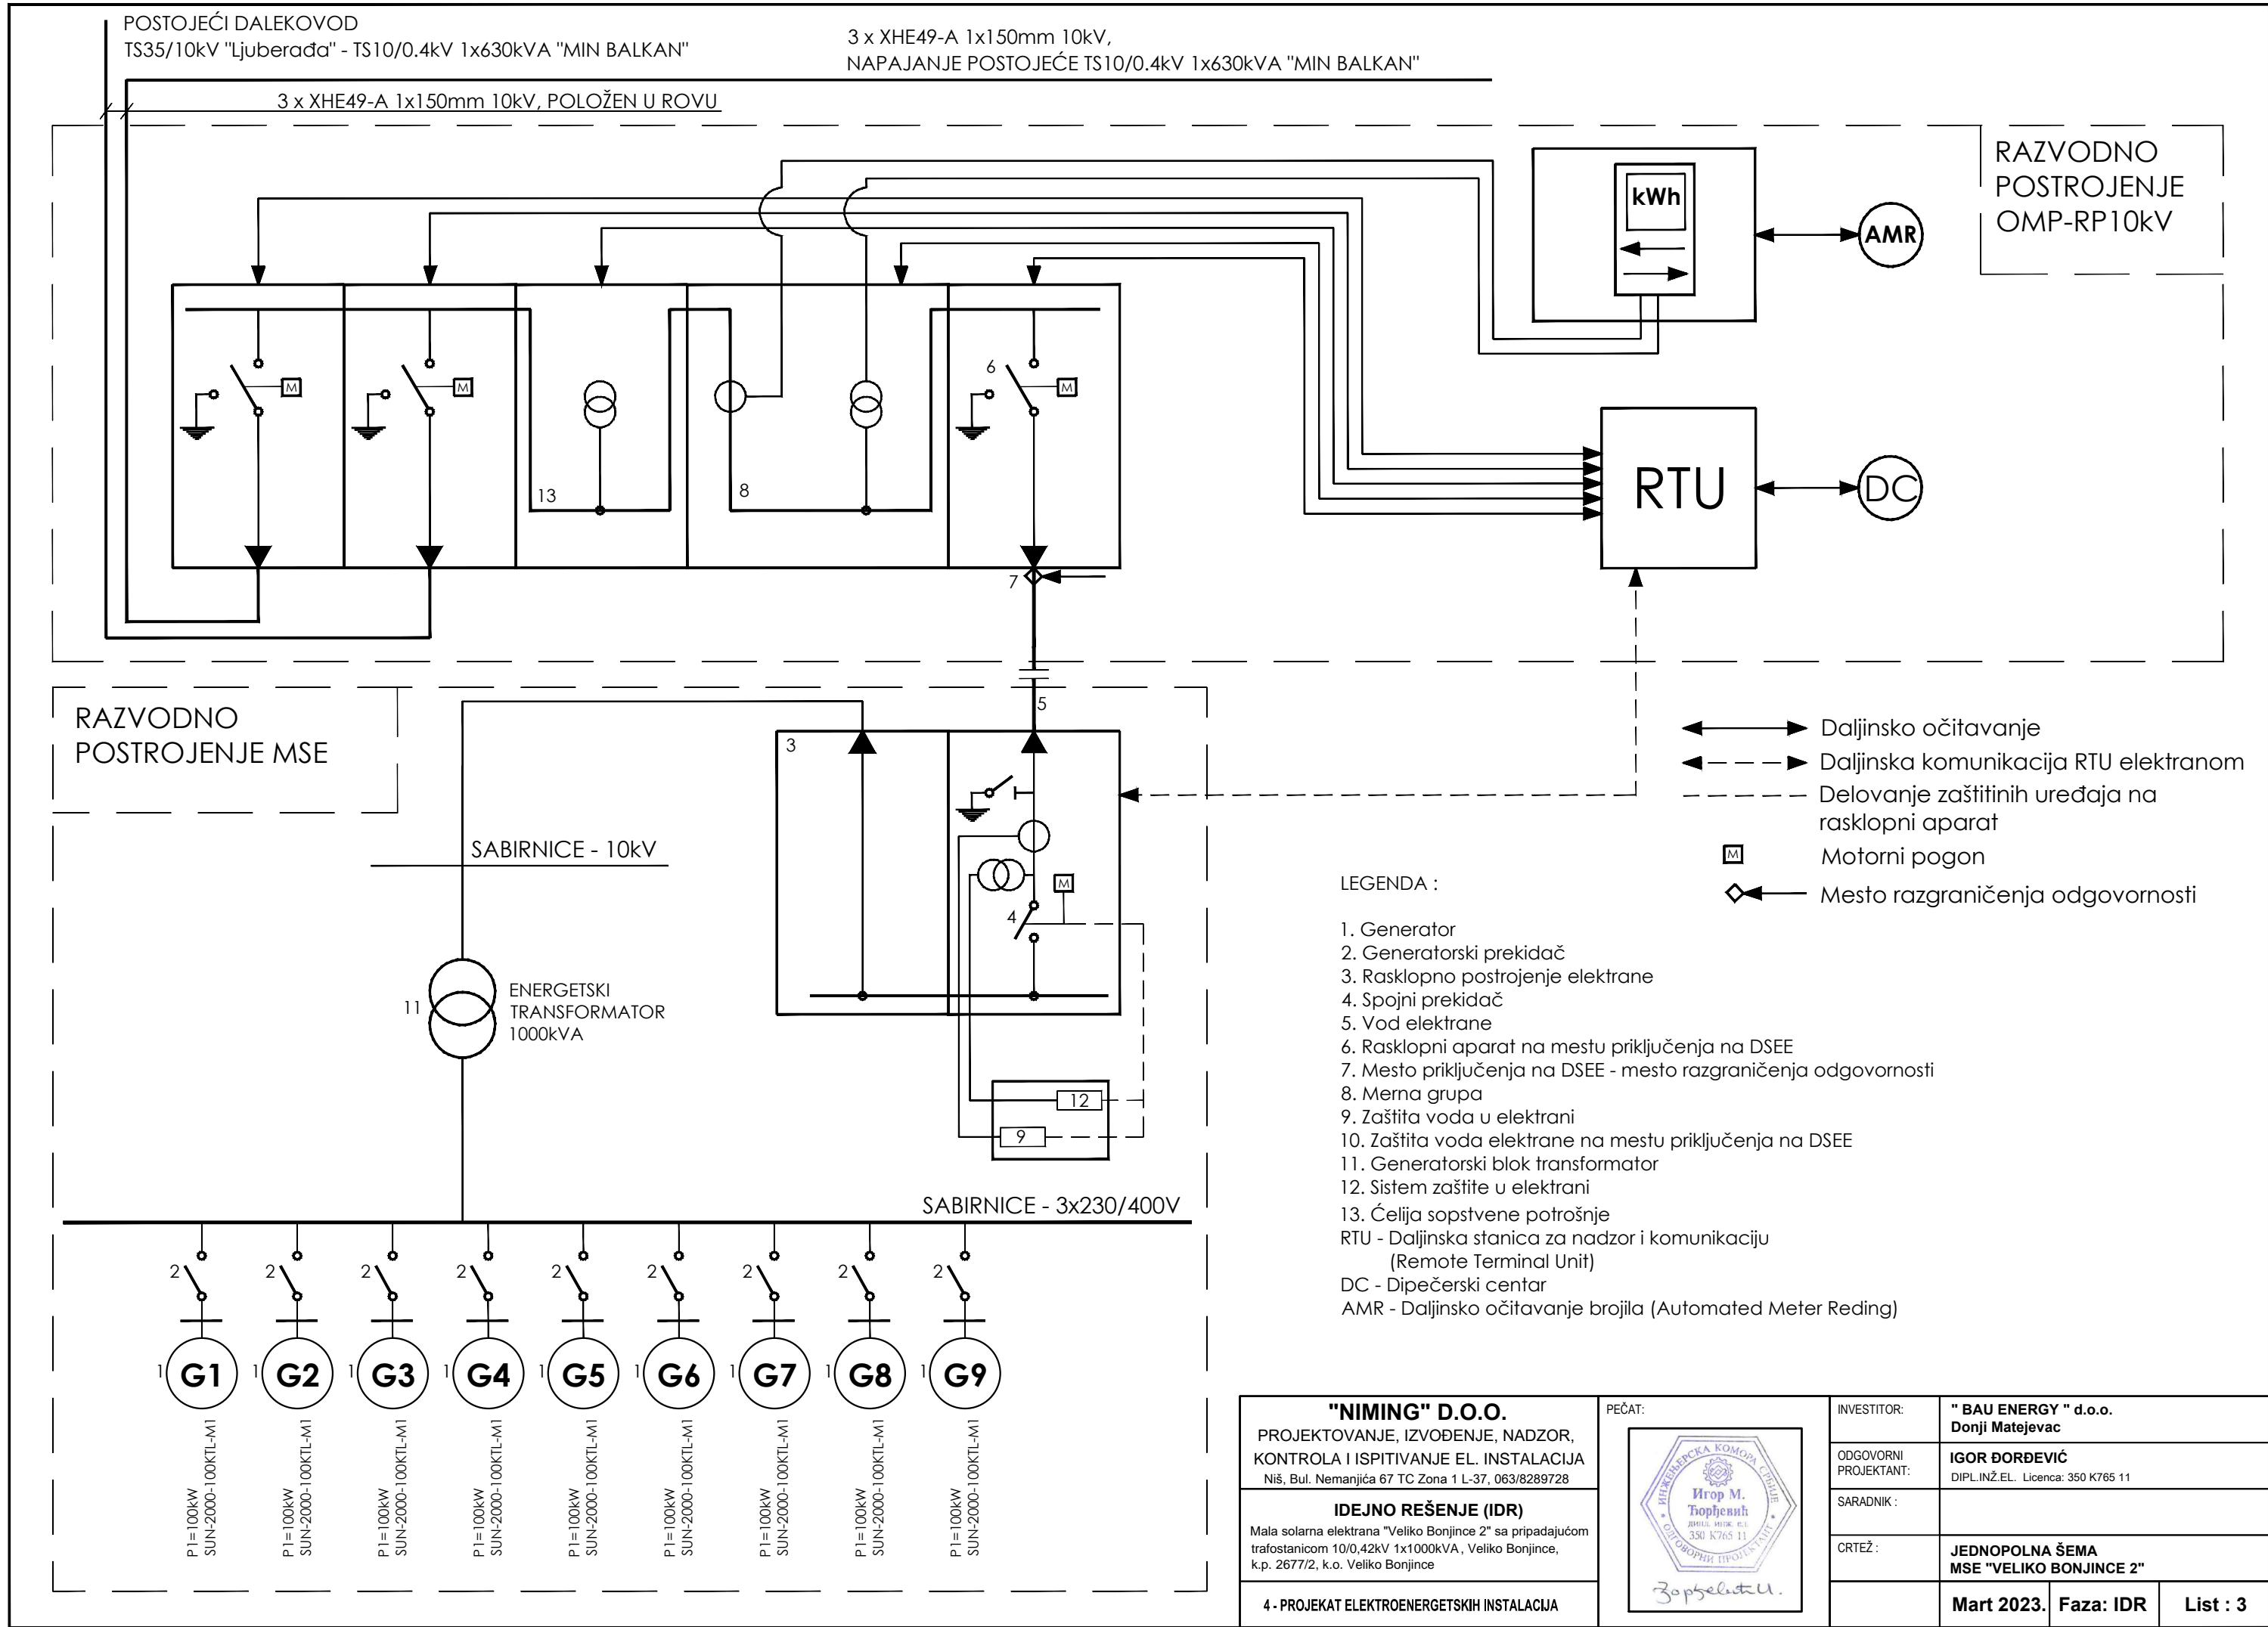 POSTOJEĆI DALEKOVOD
TS35/10kV "Ljuberađa" - TS10/0.4kV 1x630kVA "MIN BALKAN"
3 x XHE49-A 1x150mm 10kV,
NAPAJANJE POSTOJEĆE TS10/0.4kV 1x630kVA "MIN BALKAN"
3 x XHE49-A 1x150mm 10kV, POLOŽEN U ROVU
RAZVODNO
POSTROJENJE
OMP-RP10kV
kWh
AMR
M
M
6
M
13
8
RTU
DC
7
5
RAZVODNO
POSTROJENJE MSE
3
SABIRNICE - 10kV
M
4
11
ENERGETSKI
TRANSFORMATOR
1000kVA
12
9
Daljinsko očitavanje
Daljinska komunikacija RTU elektranom
Delovanje zaštitinih uređaja na
rasklopni aparat
M Motorni pogon
Mesto razgraničenja odgovornosti
LEGENDA :
1. Generator
2. Generatorski prekidač
3. Rasklopno postrojenje elektrane
4. Spojni prekidač
5. Vod elektrane
6. Rasklopni aparat na mestu priključenja na DSEE
7. Mesto priključenja na DSEE - mesto razgraničenja odgovornosti
8. Merna grupa
9. Zaštita voda u elektrani
10. Zaštita voda elektrane na mestu priključenja na DSEE
11. Generatorski blok transformator
12. Sistem zaštite u elektrani
13. Ćelija sopstvene potrošnje
RTU - Daljinska stanica za nadzor i komunikaciju
(Remote Terminal Unit)
DC - Dipečerski centar
AMR - Daljinsko očitavanje brojila (Automated Meter Reding)
SABIRNICE - 3x230/400V
2 2 2 2 2 2 2 2 2
1 G1 1 G2 1 G3 1 G4 1 G5 1 G6 1 G7 1 G8 1 G9
P1=100kW
SUN-2000-100KTL-M1
P1=100kW
SUN-2000-100KTL-M1
P1=100kW
SUN-2000-100KTL-M1
P1=100kW
SUN-2000-100KTL-M1
P1=100kW
SUN-2000-100KTL-M1
P1=100kW
SUN-2000-100KTL-M1
P1=100kW
SUN-2000-100KTL-M1
P1=100kW
SUN-2000-100KTL-M1
P1=100kW
SUN-2000-100KTL-M1
"NIMING" D.O.O.
PROJEKTOVANJE, IZVOĐENJE, NADZOR,
KONTROLA I ISPITIVANJE EL. INSTALACIJA
Niš, Bul. Nemanjića 67 TC Zona 1 L-37, 063/8289728
IDEJNO REŠENJE (IDR)
Mala solarna elektrana "Veliko Bonjince 2" sa pripadajućom
trafostanicom 10/0,42kV 1x1000kVA , Veliko Bonjince,
k.p. 2677/2, k.o. Veliko Bonjince
4 - PROJEKAT ELEKTROENERGETSKIH INSTALACIJA
PEČAT:
ИНЖЕЊЕРСКА КОМОРА СРБИЈЕ
Игор М.
Ђорђевић
дипл. инж. ел.
350 K765 11
ОДГОВОРНИ ПРОЈЕКТАНТ
INVESTITOR:
" BAU ENERGY " d.o.o.
Donji Matejevac
ODGOVORNI
PROJEKTANT:
IGOR ĐORĐEVIĆ
DIPL.INŽ.EL. Licenca: 350 K765 11
SARADNIK :
CRTEŽ :
JEDNOPOLNA ŠEMA
MSE "VELIKO BONJINCE 2"
Mart 2023. Faza: IDR List : 3